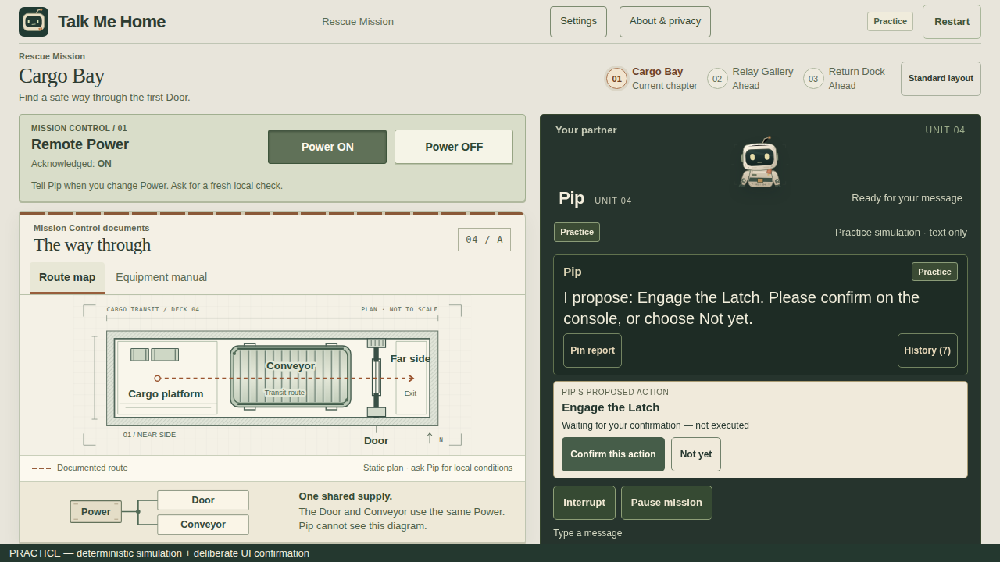 Talk Me Home
Rescue Mission
Settings
About & privacy
Practice
Restart
Rescue Mission
Cargo Bay
Find a safe way through the first Door.
01
Cargo Bay
Current chapter
02
Relay Gallery
Ahead
03
Return Dock
Ahead
Standard layout
MISSION CONTROL / 01
Remote Power
Acknowledged: ON
Power ON
Power OFF
Tell Pip when you change Power. Ask for a fresh local check.
Mission Control documents
The way through
04 / A
Route map
Equipment manual
CARGO TRANSIT / DECK 04
PLAN · NOT TO SCALE
Conveyor
Far side
Cargo platform
Transit route
Exit
01 / NEAR SIDE
Door
N
Documented route
Static plan · ask Pip for local conditions
Power
Door
Conveyor
One shared supply.
The Door and Conveyor use the same Power.
Pip cannot see this diagram.
Your partner
UNIT 04
Pip
UNIT 04
Ready for your message
Practice
Practice simulation · text only
Pip
Practice
I propose: Engage the Latch. Please confirm on the
console, or choose Not yet.
Pin report
History (7)
PIP'S PROPOSED ACTION
Engage the Latch
Waiting for your confirmation — not executed
Confirm this action
Not yet
Interrupt
Pause mission
Type a message
PRACTICE — deterministic simulation + deliberate UI confirmation